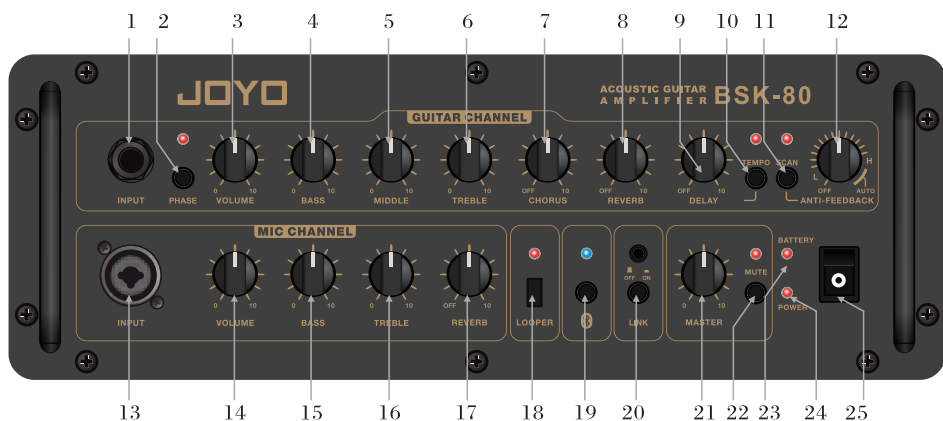 1 2 3 4 5 6 7 8 9 10 11 12
JOYO
ACOUSTIC GUITAR
AMPLIFIER BSK-80
GUITAR CHANNEL
TEMPO SCAN L H
0 10 0 10 0 10 0 10 OFF 10 OFF 10 OFF 10 OFF AUTO
INPUT PHASE VOLUME BASS MIDDLE TREBLE CHORUS REVERB DELAY ANTI-FEEDBACK
MIC CHANNEL
BATTERY
OFF ON MUTE
0 10 0 10 0 10 OFF 10 0 10
POWER
INPUT VOLUME BASS TREBLE REVERB LOOPER LINK MASTER
13 14 15 16 17 18 19 20 21 22 23 24 25